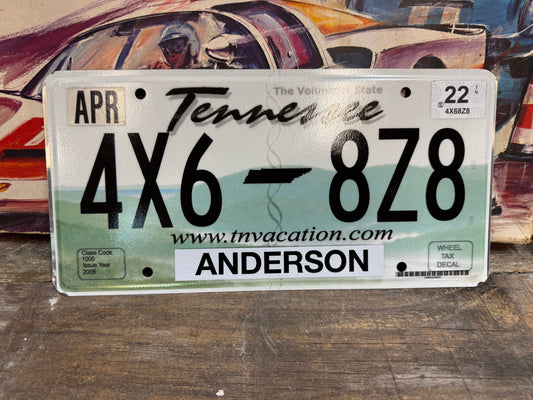 The Volunteer State
APR
Tennessee
22
TN
4X68Z8
4X6 8Z8
www.tnvacation.com
Class Code
1000
Issue Year
2006
ANDERSON
WHEEL
TAX
DECAL